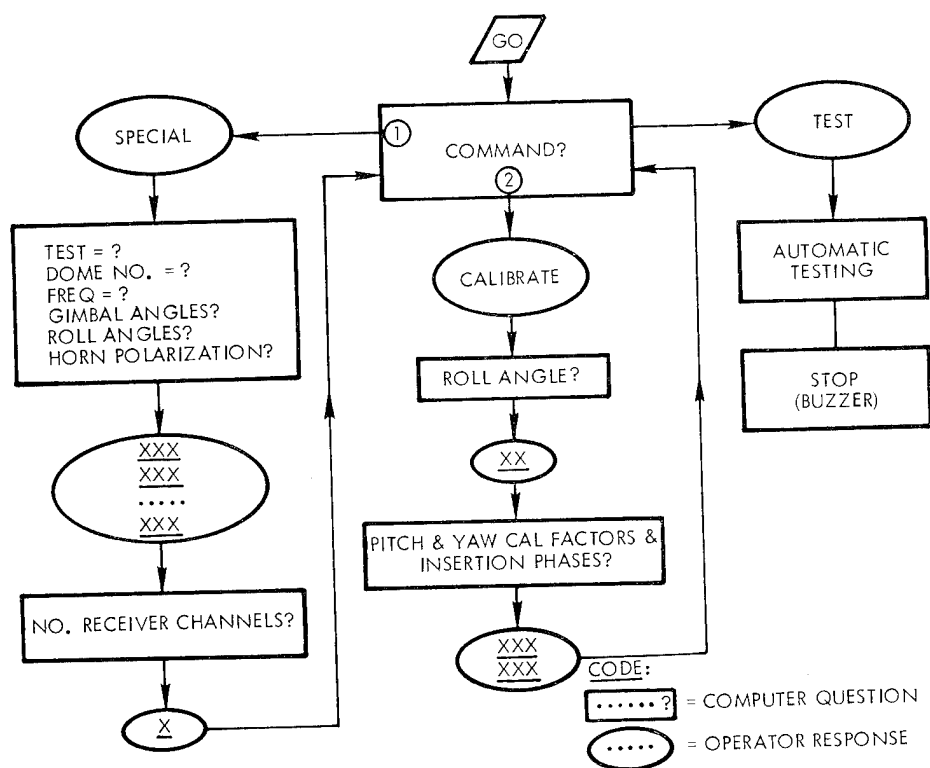 GO
SPECIAL
①
COMMAND?
②
TEST
TEST = ?
DOME NO. = ?
FREQ = ?
GIMBAL ANGLES?
ROLL ANGLES?
HORN POLARIZATION?
CALIBRATE
AUTOMATIC
TESTING
ROLL ANGLE?
STOP
(BUZZER)
XXX
XXX
.....
XXX
XX
PITCH & YAW CAL FACTORS &
INSERTION PHASES?
NO. RECEIVER CHANNELS?
XXX
XXX
X
CODE:
......? = COMPUTER QUESTION
..... = OPERATOR RESPONSE